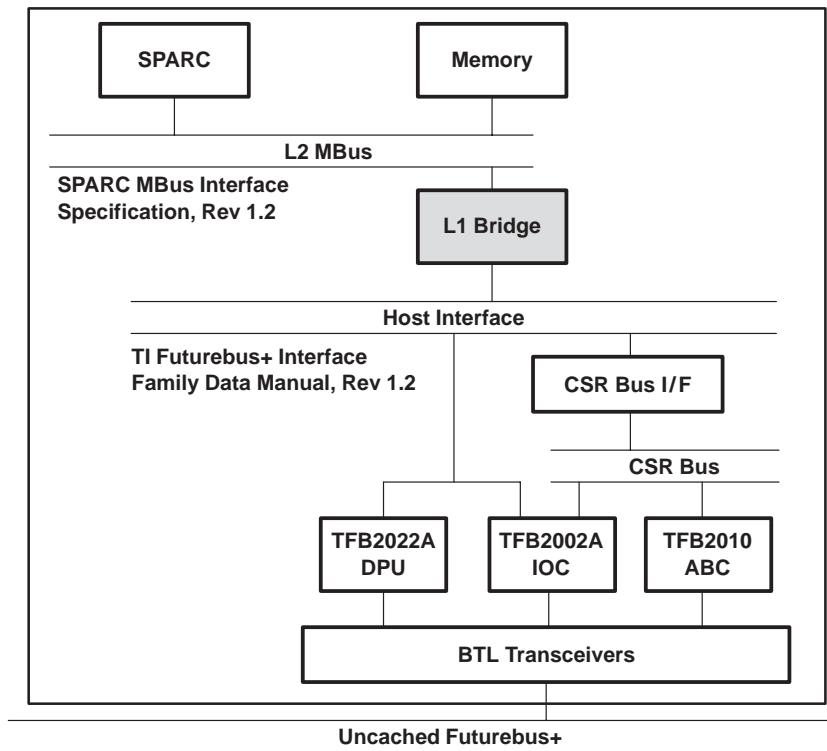 SPARC
Memory
L2 MBus
SPARC MBus Interface
Specification, Rev 1.2
L1 Bridge
Host Interface
TI Futurebus+ Interface
Family Data Manual, Rev 1.2
CSR Bus I/F
CSR Bus
TFB2022A
DPU
TFB2002A
IOC
TFB2010
ABC
BTL Transceivers
Uncached Futurebus+